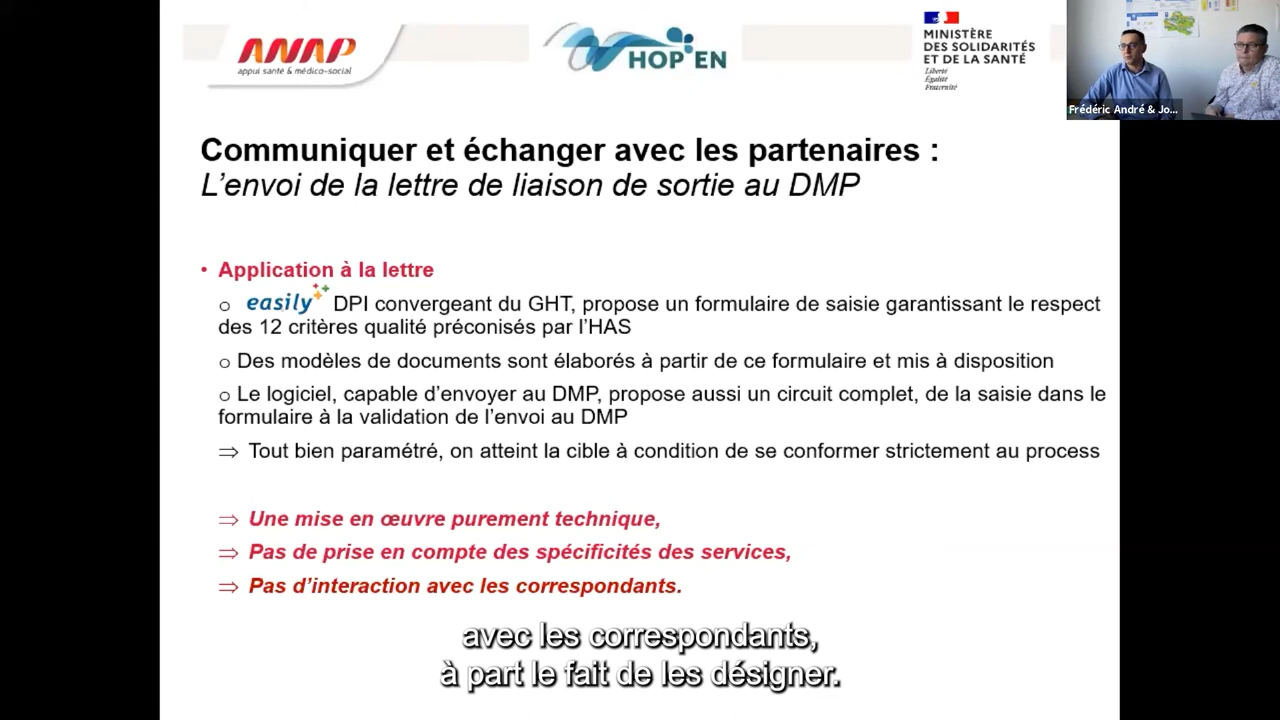 ANAP
appui santé & médico-social
HOP'EN
MINISTÈRE
DES SOLIDARITÉS
ET DE LA SANTÉ
Liberté
Égalité
Fraternité
Frédéric André & Jo...
Communiquer et échanger avec les partenaires :
L'envoi de la lettre de liaison de sortie au DMP
• Application à la lettre
o easily DPI convergeant du GHT, propose un formulaire de saisie garantissant le respect
des 12 critères qualité préconisés par l'HAS
o Des modèles de documents sont élaborés à partir de ce formulaire et mis à disposition
o Le logiciel, capable d'envoyer au DMP, propose aussi un circuit complet, de la saisie dans le
formulaire à la validation de l'envoi au DMP
⇒ Tout bien paramétré, on atteint la cible à condition de se conformer strictement au process
⇒ Une mise en œuvre purement technique,
⇒ Pas de prise en compte des spécificités des services,
⇒ Pas d'interaction avec les correspondants.
avec les correspondants,
à part le fait de les désigner.